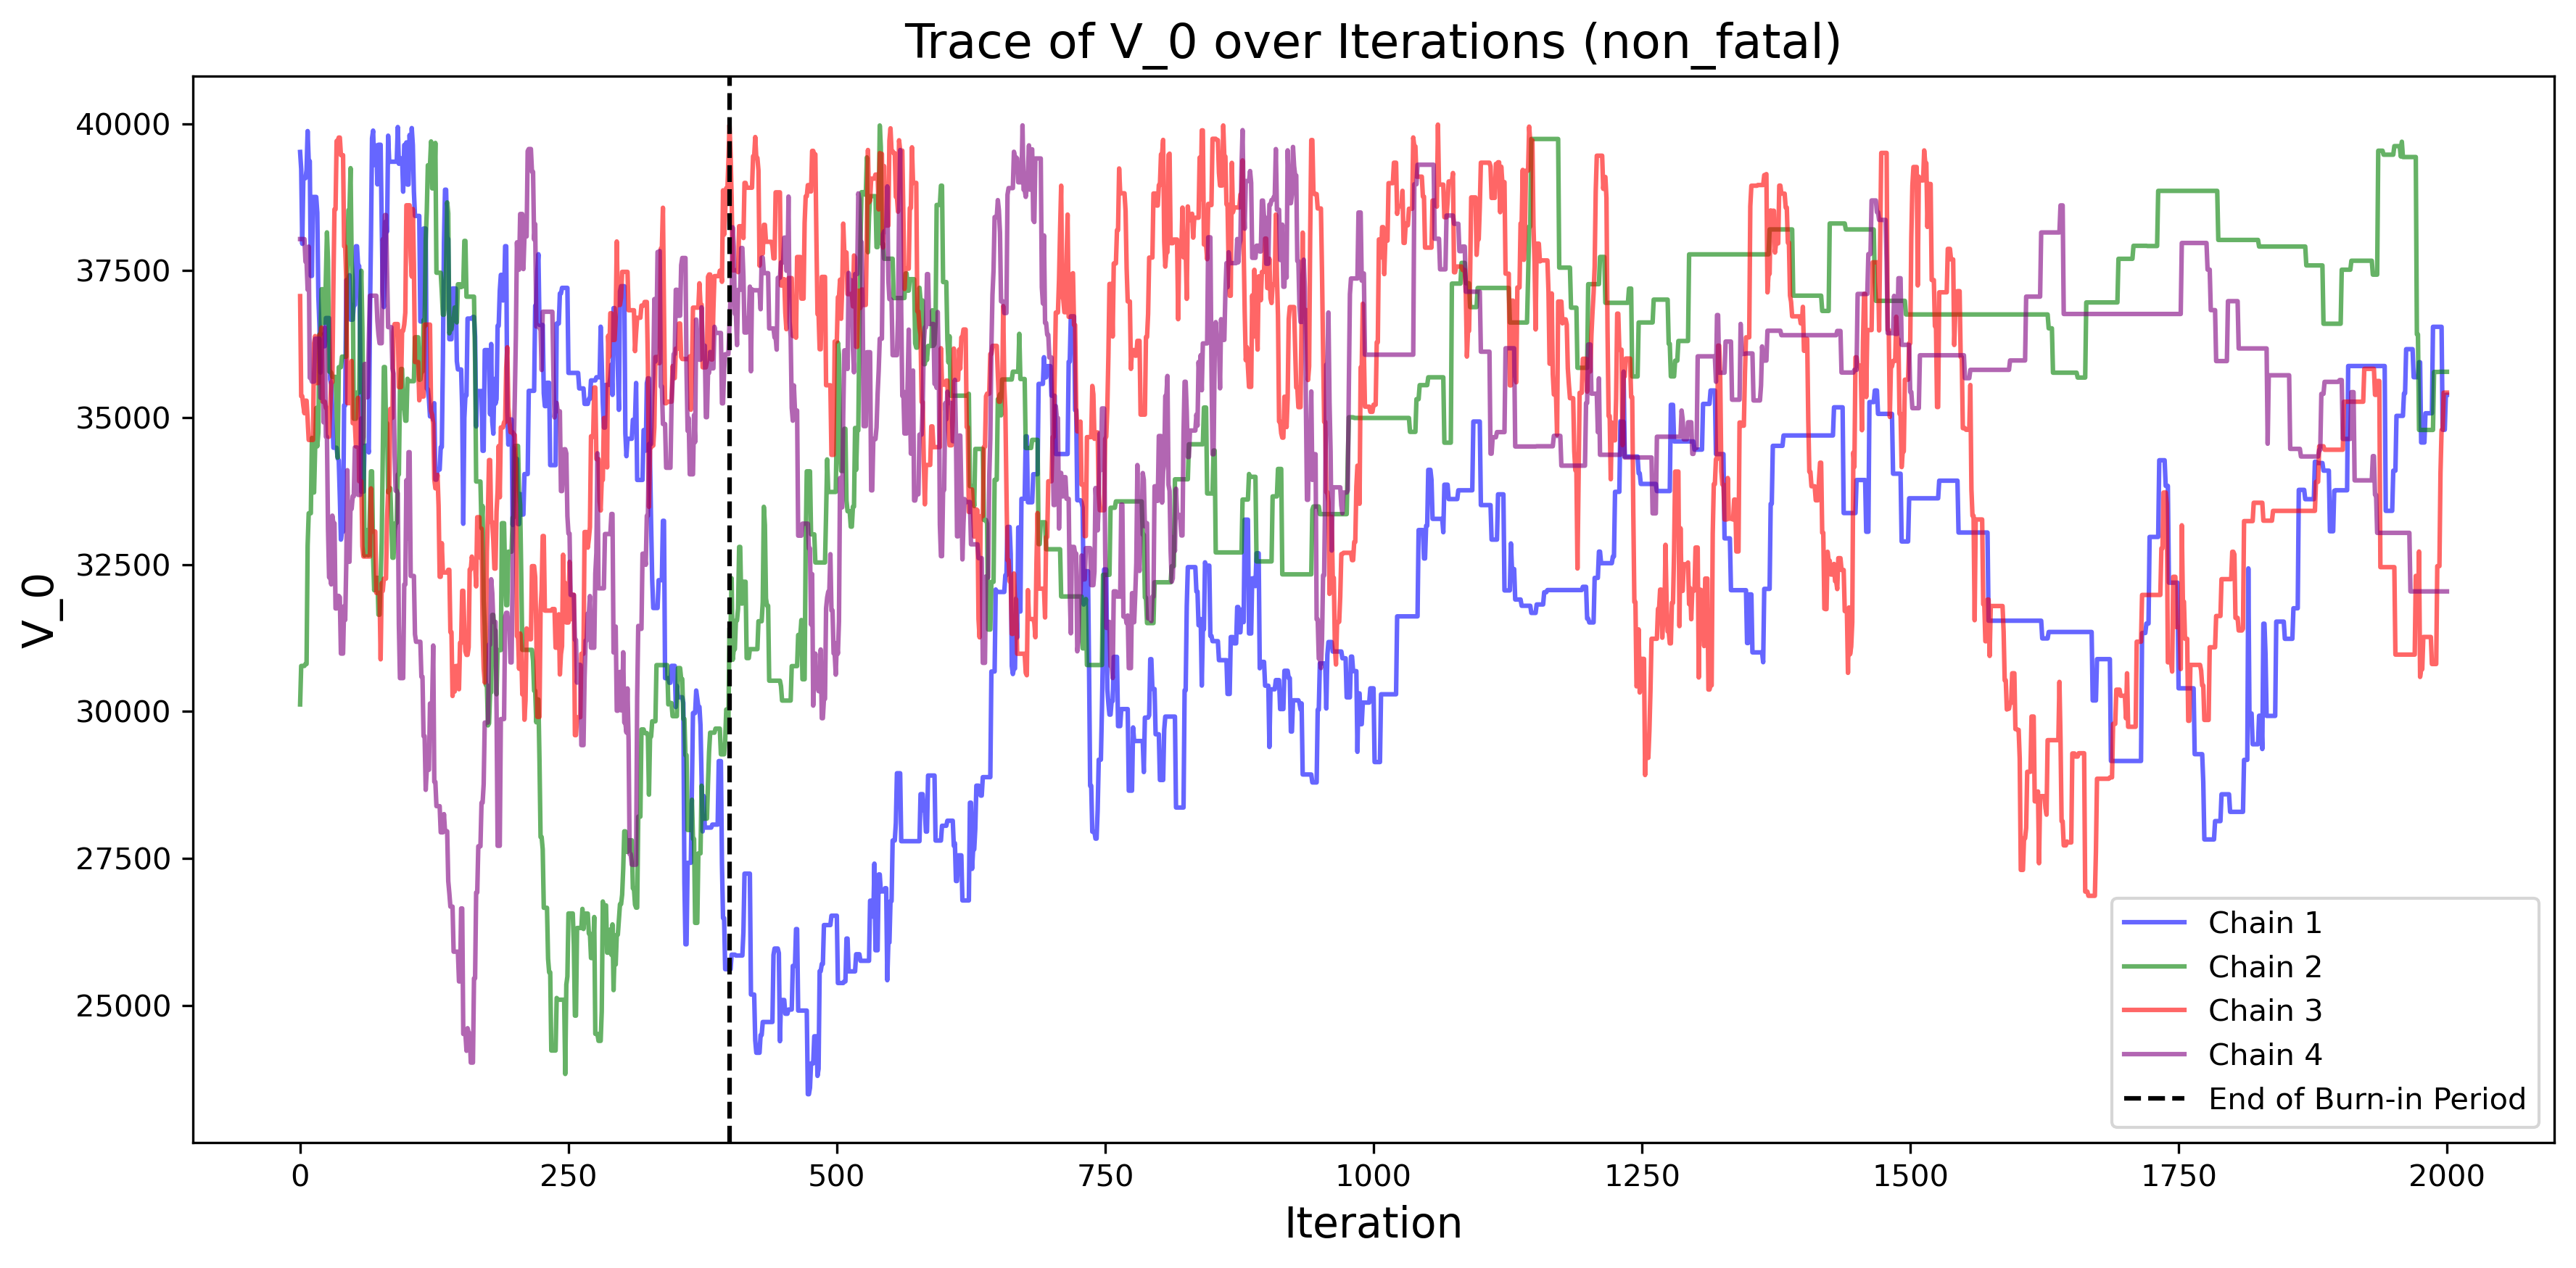 Trace of V_0 over Iterations (non_fatal)
40000
37500
35000
32500
30000
27500
25000
V_0
0 250 500 750 1000 1250 1500 1750 2000
Iteration
Chain 1
Chain 2
Chain 3
Chain 4
End of Burn-in Period